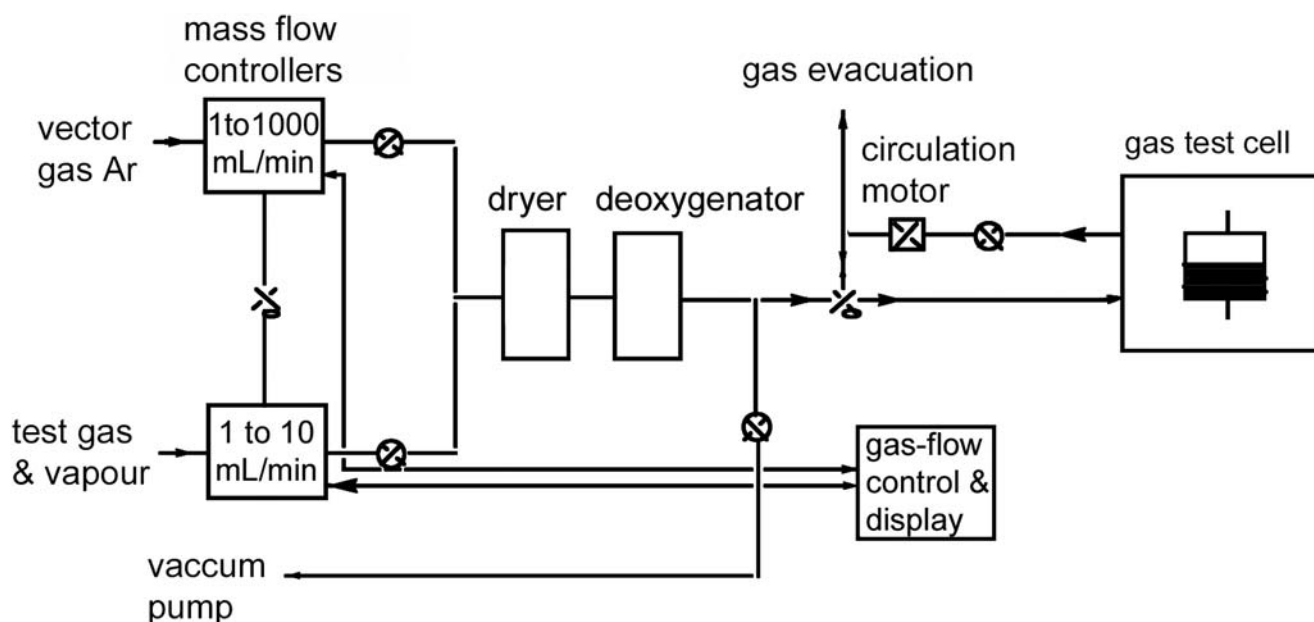 mass flow
controllers
vector
gas Ar
1to1000
mL/min
gas evacuation
circulation
motor
gas test cell
dryer
deoxygenator
test gas
& vapour
1 to 10
mL/min
gas-flow
control &
display
vaccum
pump